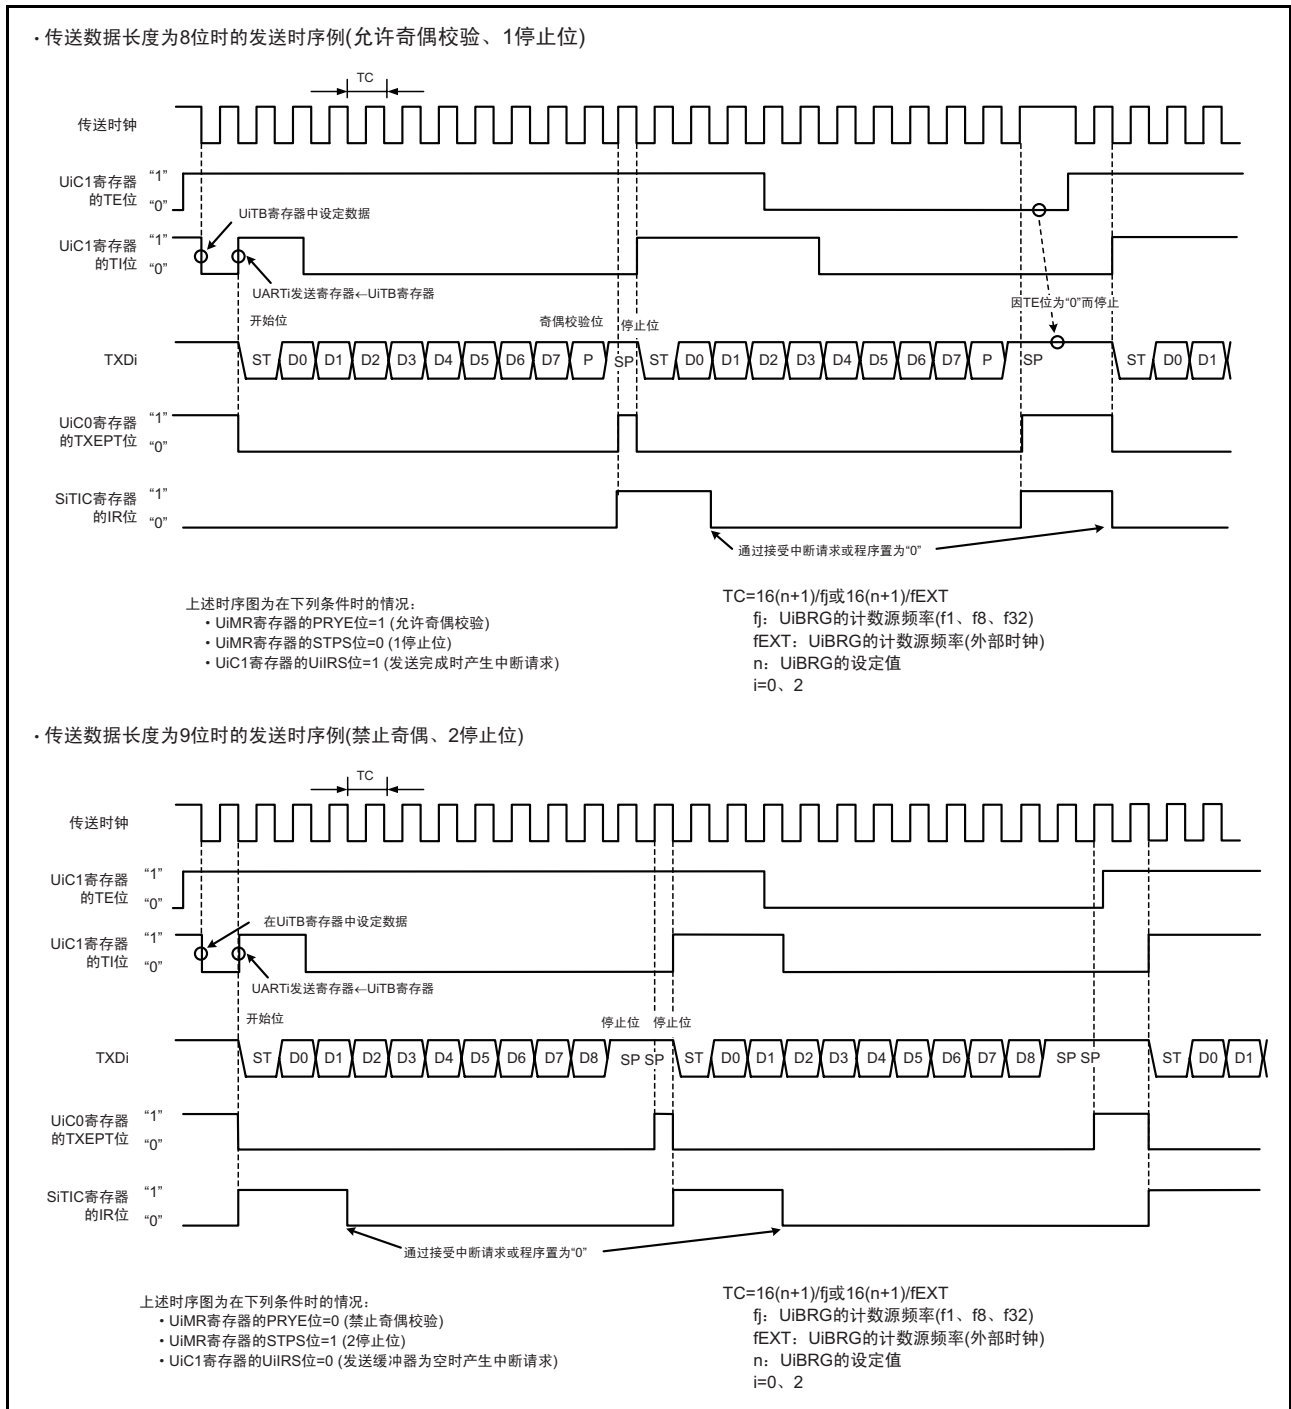 ・传送数据长度为8位时的发送时序例(允许奇偶校验、1停止位)
TC
传送时钟
UiC1寄存器 “1”
的TE位 “0”
UiTB寄存器中设定数据
UiC1寄存器 “1”
的TI位 “0”
UARTi发送寄存器←UiTB寄存器
因TE位为“0”而停止
开始位 奇偶校验位 停止位
TXDi ST D0 D1 D2 D3 D4 D5 D6 D7 P SP ST D0 D1 D2 D3 D4 D5 D6 D7 P SP ST D0 D1
UiC0寄存器 “1”
的TXEPT位 “0”
SiTIC寄存器 “1”
的IR位 “0”
通过接受中断请求或程序置为“0”
上述时序图为在下列条件时的情况：
・UiMR寄存器的PRYE位=1 (允许奇偶校验)
・UiMR寄存器的STPS位=0 (1停止位)
・UiC1寄存器的UiIRS位=1 (发送完成时产生中断请求)
TC=16(n+1)/fj或16(n+1)/fEXT
fj：UiBRG的计数源频率(f1、f8、f32)
fEXT：UiBRG的计数源频率(外部时钟)
n：UiBRG的设定值
i=0、2
・传送数据长度为9位时的发送时序例(禁止奇偶、2停止位)
TC
传送时钟
UiC1寄存器 “1”
的TE位 “0”
在UiTB寄存器中设定数据
UiC1寄存器 “1”
的TI位 “0”
UARTi发送寄存器←UiTB寄存器
开始位 停止位 停止位
TXDi ST D0 D1 D2 D3 D4 D5 D6 D7 D8 SP SP ST D0 D1 D2 D3 D4 D5 D6 D7 D8 SP SP ST D0 D1
UiC0寄存器 “1”
的TXEPT位 “0”
SiTIC寄存器 “1”
的IR位 “0”
通过接受中断请求或程序置为“0”
上述时序图为在下列条件时的情况：
・UiMR寄存器的PRYE位=0 (禁止奇偶校验)
・UiMR寄存器的STPS位=1 (2停止位)
・UiC1寄存器的UiIRS位=0 (发送缓冲器为空时产生中断请求)
TC=16(n+1)/fj或16(n+1)/fEXT
fj：UiBRG的计数源频率(f1、f8、f32)
fEXT：UiBRG的计数源频率(外部时钟)
n：UiBRG的设定值
i=0、2